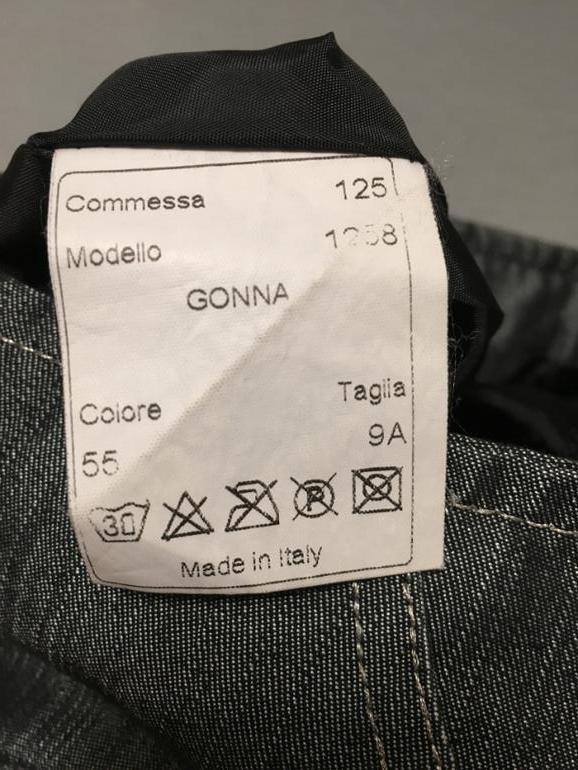 Commessa 125
Modello 1258
GONNA
Colore Taglia
55 9A
30 P
Made in Italy